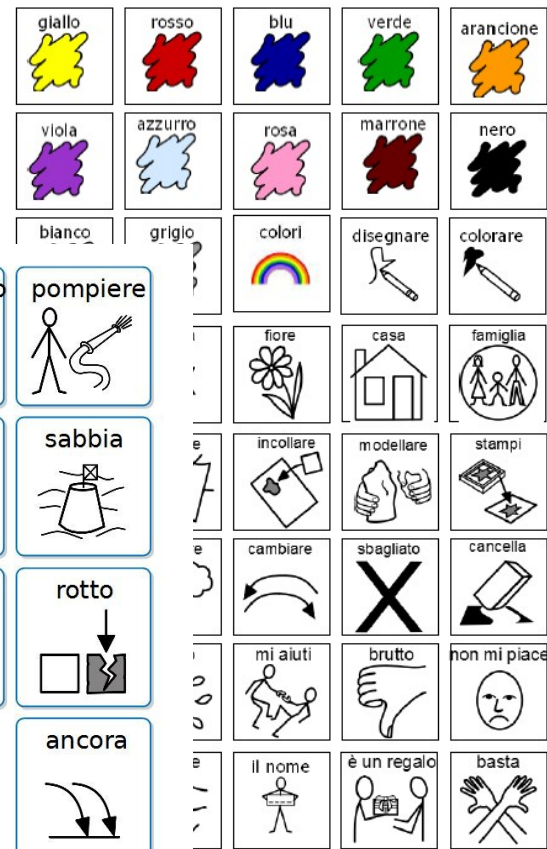 giallo
rosso
blu
verde
arancione
viola
azzurro
rosa
marrone
nero
bianco
grigio
colori
disegnare
colorare
pompiere
fiore
casa
famiglia
sabbia
incollare
modellare
stampi
rotto
cambiare
sbagliato
cancella
mi aiuti
brutto
non mi piace
ancora
il nome
è un regalo
basta